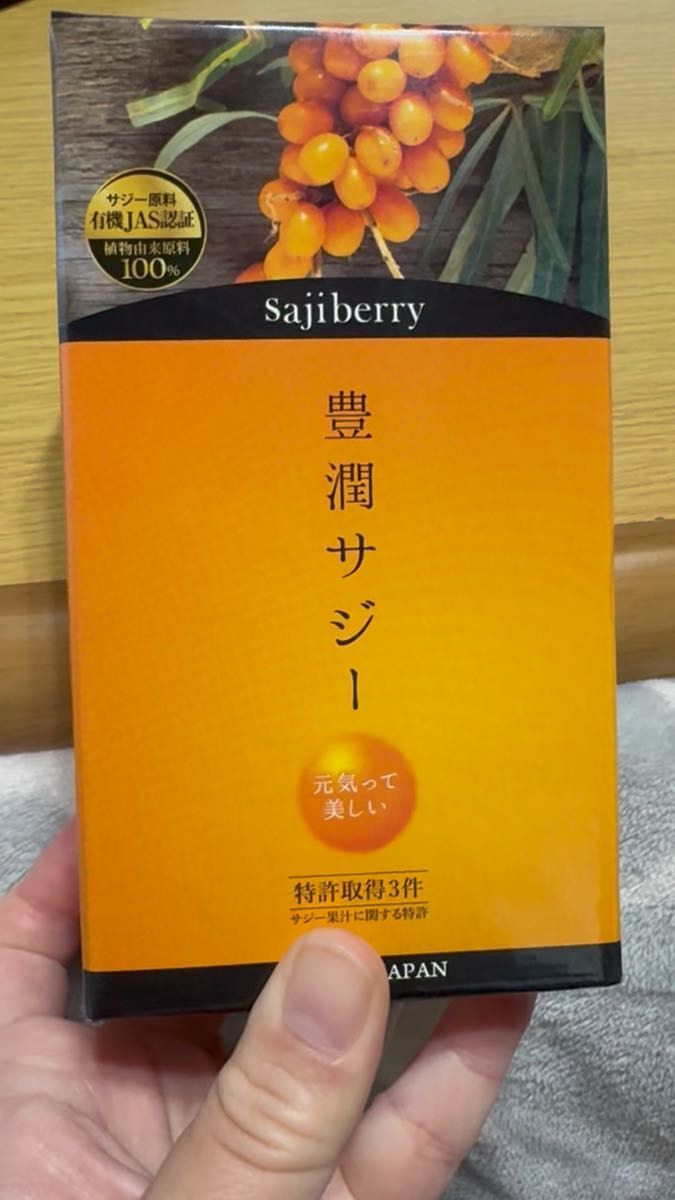 サジー原料
有機JAS認証
植物由来原料
100%
sajiberry
豊潤サジー
元気って
美しい
特許取得3件
サジー果汁に関する特許
APAN